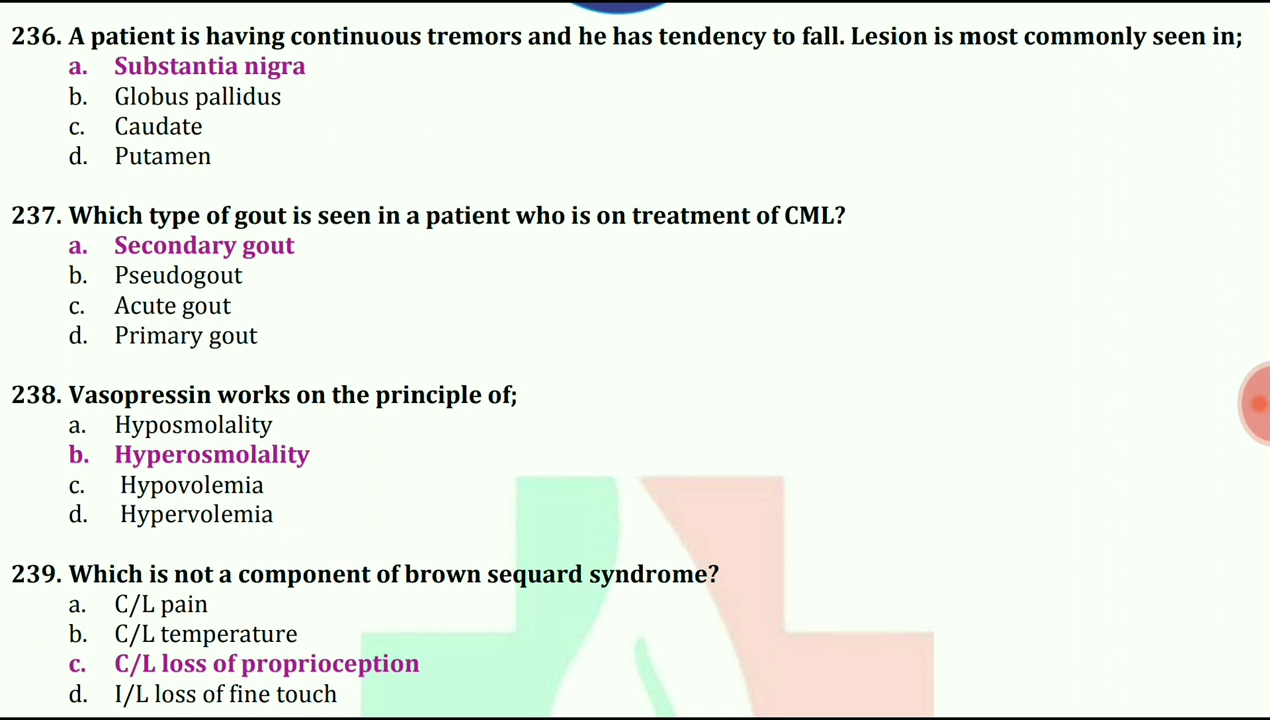 236. A patient is having continuous tremors and he has tendency to fall. Lesion is most commonly seen in;
a. Substantia nigra
b. Globus pallidus
c. Caudate
d. Putamen
237. Which type of gout is seen in a patient who is on treatment of CML?
a. Secondary gout
b. Pseudogout
c. Acute gout
d. Primary gout
238. Vasopressin works on the principle of;
a. Hyposmolality
b. Hyperosmolality
c. Hypovolemia
d. Hypervolemia
239. Which is not a component of brown sequard syndrome?
a. C/L pain
b. C/L temperature
c. C/L loss of proprioception
d. I/L loss of fine touch